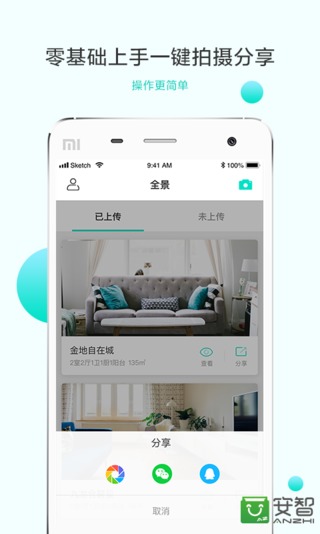 零基础上手一键拍摄分享
操作更简单
mi
Sketch 9:41 AM 100%
全景
已上传 未上传
金地自在城
2室2厅1卫1厨1阳台 135㎡
查看 分享
分享
取消
安智
ANZHI